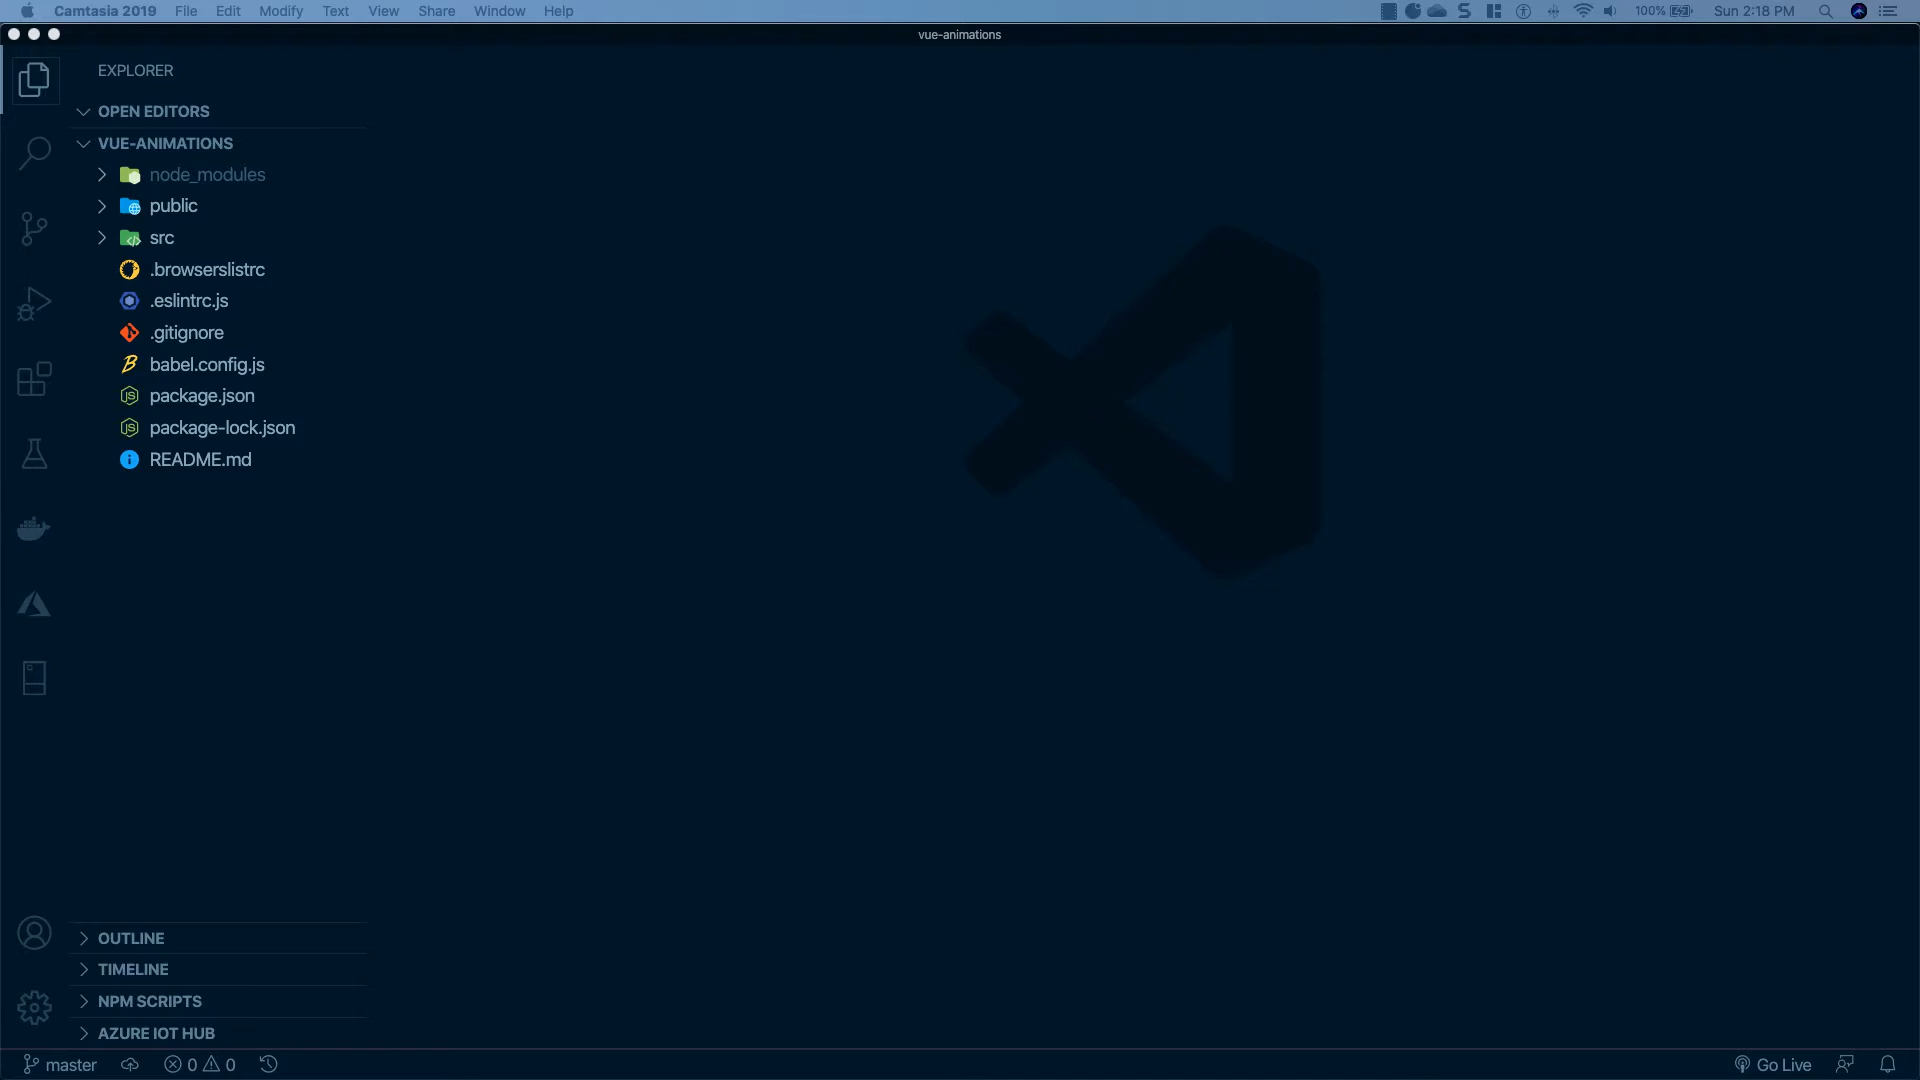 Camtasia 2019 File Edit Modify Text View Share Window Help 100% Sun 2:18 PM
vue-animations
EXPLORER
OPEN EDITORS
VUE-ANIMATIONS
node_modules
public
src
.browserslistrc
.eslintrc.js
.gitignore
babel.config.js
package.json
package-lock.json
README.md
OUTLINE
TIMELINE
NPM SCRIPTS
AZURE IOT HUB
master 0 0 Go Live